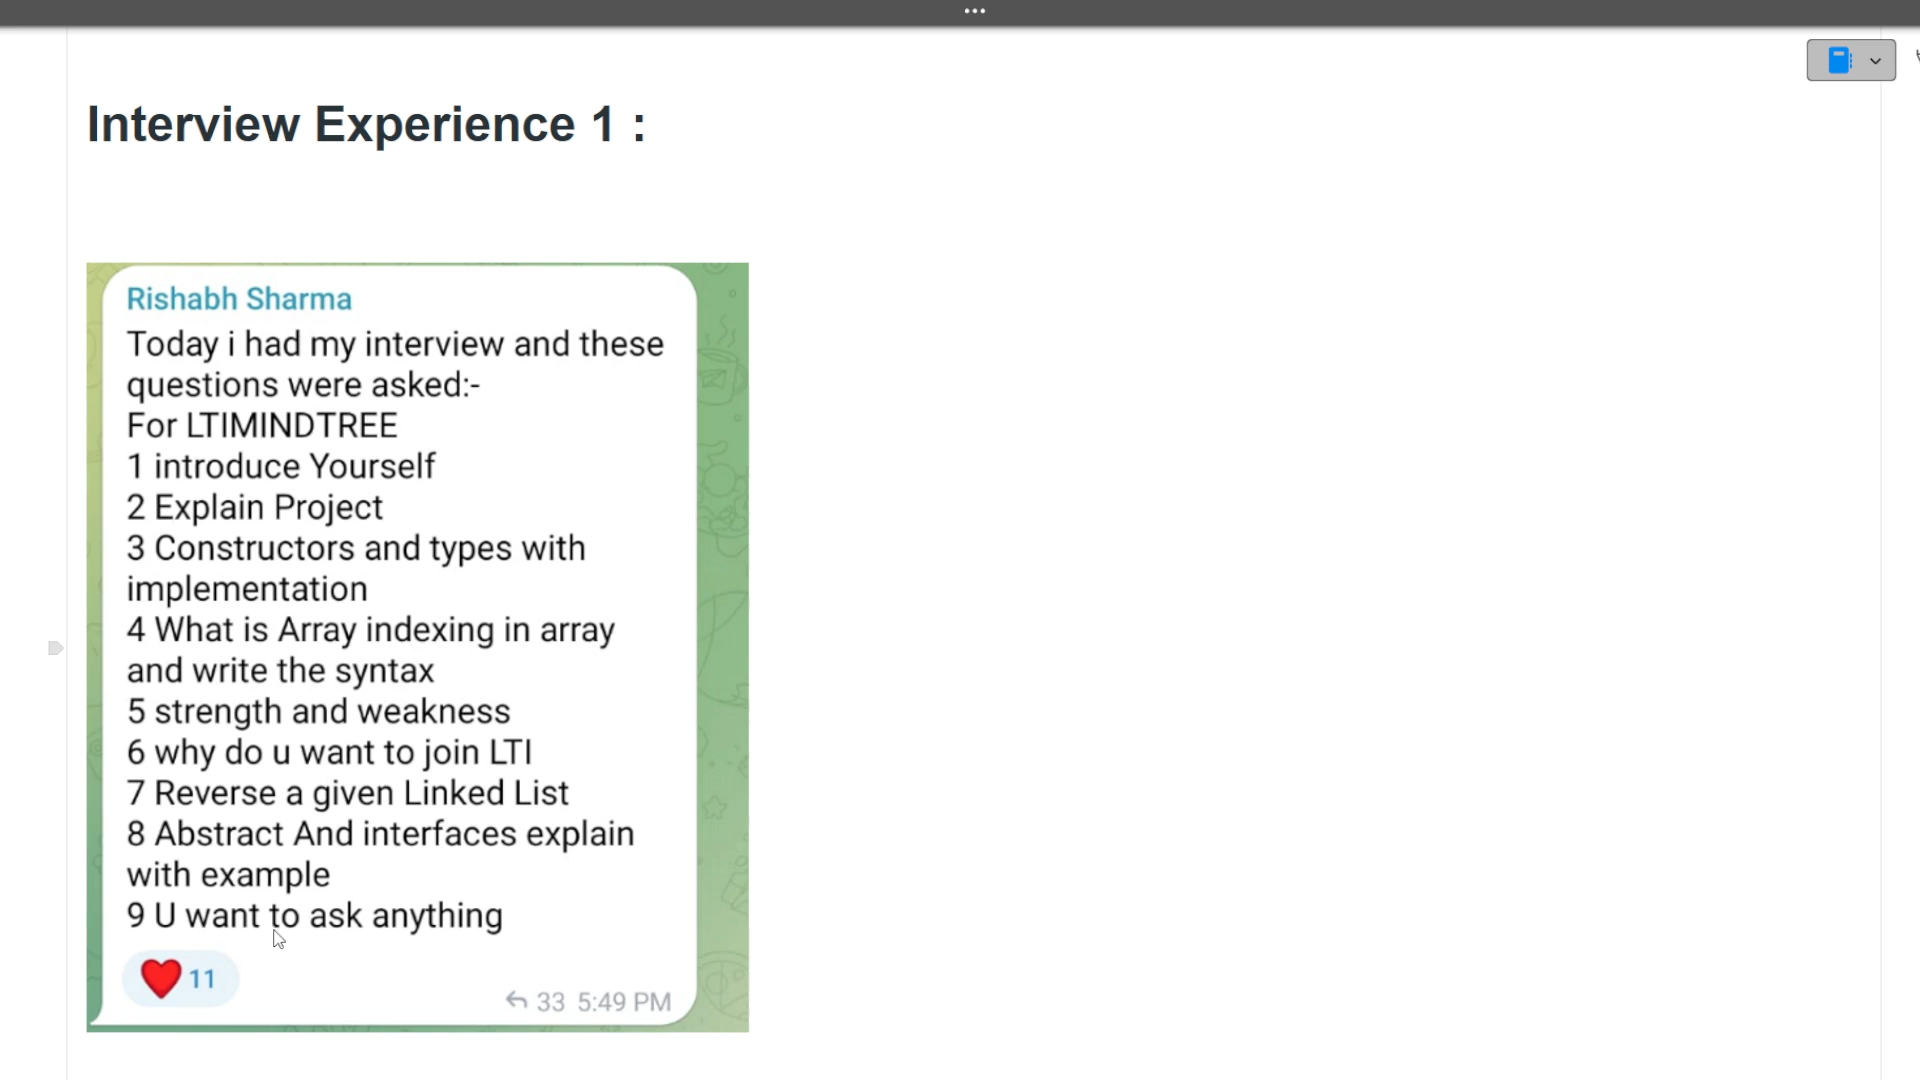 Interview Experience 1 :
Rishabh Sharma
Today i had my interview and these
questions were asked:-
For LTIMINDTREE
1 introduce Yourself
2 Explain Project
3 Constructors and types with
implementation
4 What is Array indexing in array
and write the syntax
5 strength and weakness
6 why do u want to join LTI
7 Reverse a given Linked List
8 Abstract And interfaces explain
with example
9 U want to ask anything
❤ 11
33 5:49 PM